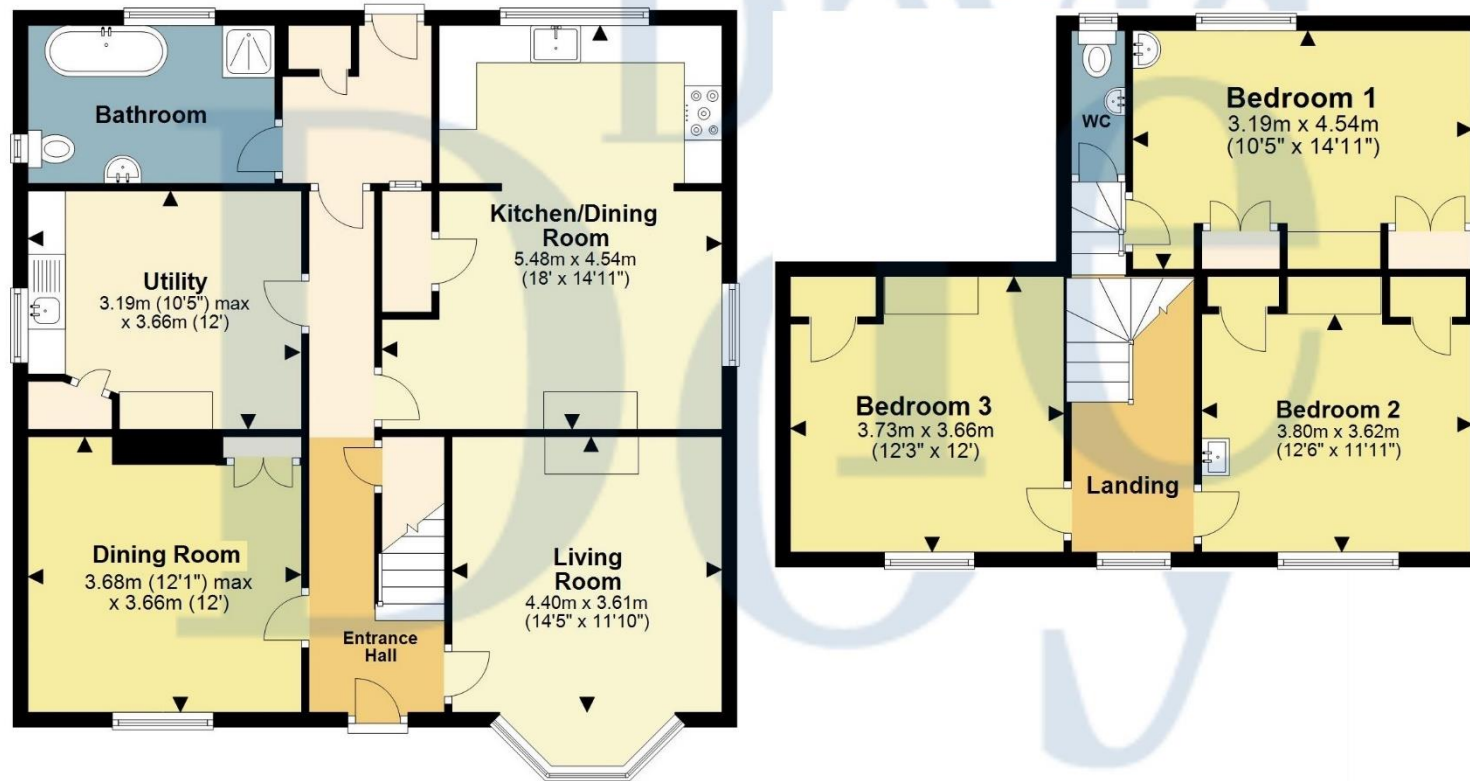 Bathroom
Utility
3.19m (10'5") max
x 3.66m (12')
Kitchen/Dining
Room
5.48m x 4.54m
(18' x 14'11")
Dining Room
3.68m (12'1") max
x 3.66m (12')
Entrance
Hall
Living
Room
4.40m x 3.61m
(14'5" x 11'10")
WC
Bedroom 1
3.19m x 4.54m
(10'5" x 14'11")
Bedroom 3
3.73m x 3.66m
(12'3" x 12')
Landing
Bedroom 2
3.80m x 3.62m
(12'6" x 11'11")